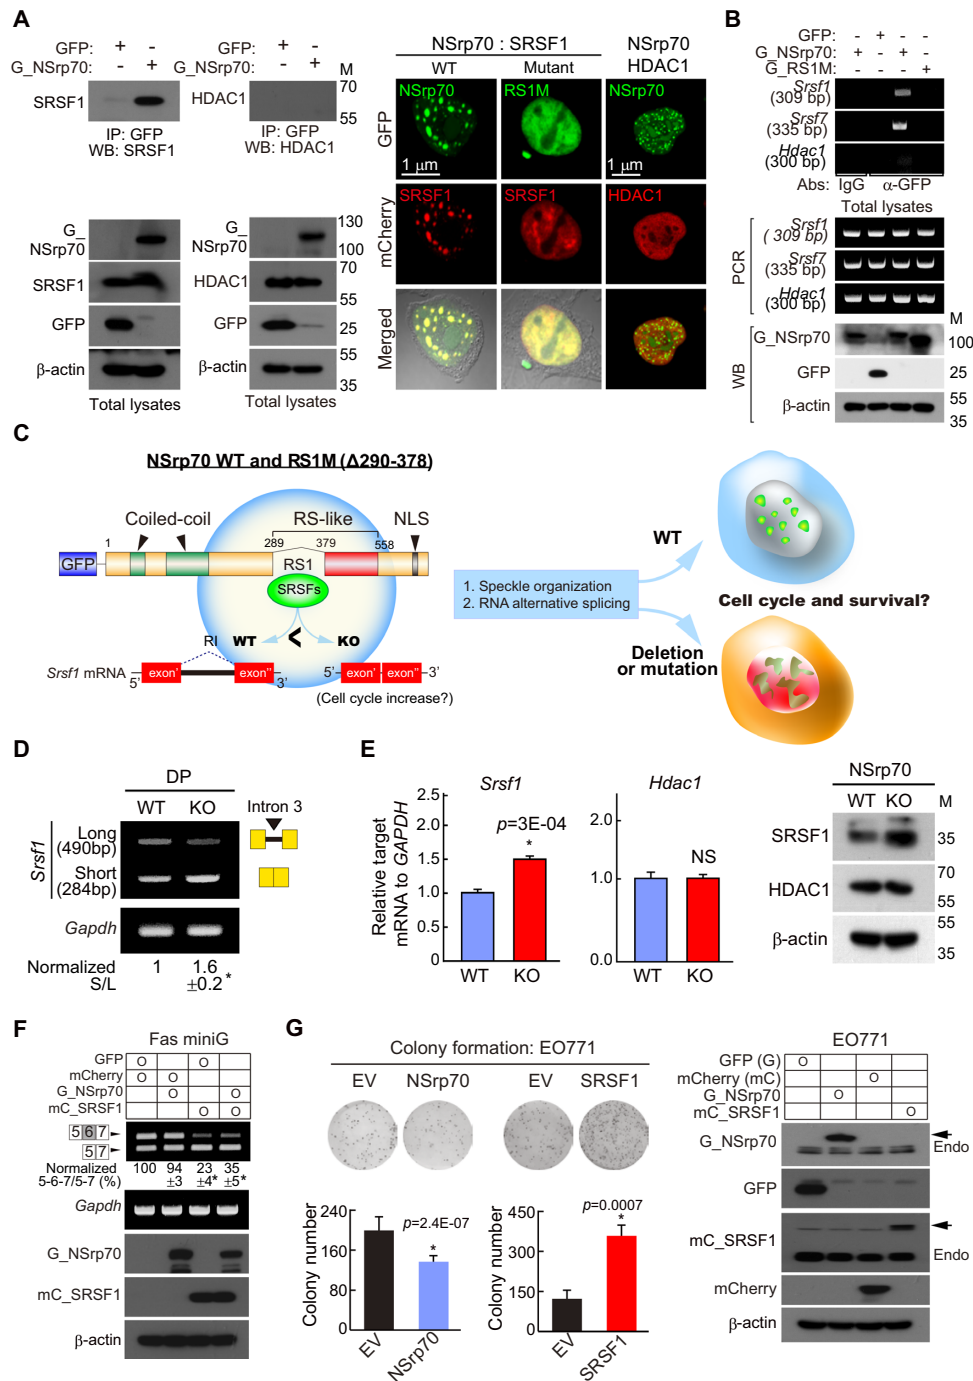 A
GFP: + -
G_NSrp70: - +
SRSF1
IP: GFP
WB: SRSF1
GFP: + -
G_NSrp70: - +
M
HDAC1
70
55
IP: GFP
WB: HDAC1
G_
NSrp70
SRSF1
GFP
β-actin
Total lysates
G_
NSrp70
130
100
HDAC1
70
55
GFP
25
β-actin
55
35
Total lysates
NSrp70 : SRSF1
NSrp70
HDAC1
WT
Mutant
GFP
NSrp70
RS1M
NSrp70
1 μm
1 μm
mCherry
SRSF1
SRSF1
HDAC1
Merged
B
GFP: - + - -
G_NSrp70: + - + -
G_RS1M: - - - +
Srsf1
(309 bp)
Srsf7
(335 bp)
Hdac1
(300 bp)
Abs: IgG α-GFP
Total lysates
PCR
Srsf1
( 309 bp)
Srsf7
(335 bp)
Hdac1
(300 bp)
WB
M
G_NSrp70
100
GFP
25
β-actin
55
35
C
NSrp70 WT and RS1M (Δ290-378)
Coiled-coil
RS-like
NLS
1
289
379
558
GFP
RS1
SRSFs
RI
WT < KO
Srsf1 mRNA
5'
exon'
exon''
3'
5'
exon'
exon''
3'
(Cell cycle increase?)
1. Speckle organization
2. RNA alternative splicing
WT
Cell cycle and survival?
Deletion
or mutation
D
DP
WT KO
Intron 3
Srsf1
Long
(490bp)
Short
(284bp)
Gapdh
Normalized
S/L
1
1.6
±0.2 *
E
Srsf1
Relative target
mRNA to GAPDH
2.5
2.0
1.5
1.0
0.0
p=3E-04
*
WT KO
Hdac1
2.0
1.0
0.0
NS
WT KO
NSrp70
WT KO M
SRSF1
35
HDAC1
70
55
β-actin
55
35
F
Fas miniG
GFP O O
mCherry O O
G_NSrp70 O O
mC_SRSF1 O O
5 6 7
5 7
Normalized
5-6-7/5-7 (%)
100
94
±3
23
±4*
35
±5*
Gapdh
G_NSrp70
mC_SRSF1
β-actin
G
Colony formation: EO771
EV NSrp70
EV SRSF1
Colony number
240
160
80
0
p=2.4E-07
*
EV
NSrp70
Colony number
450
300
150
0
p=0.0007
*
EV
SRSF1
EO771
GFP (G) O
mCherry (mC) O
G_NSrp70 O
mC_SRSF1 O
G_NSrp70
Endo
GFP
mC_SRSF1
Endo
mCherry
β-actin